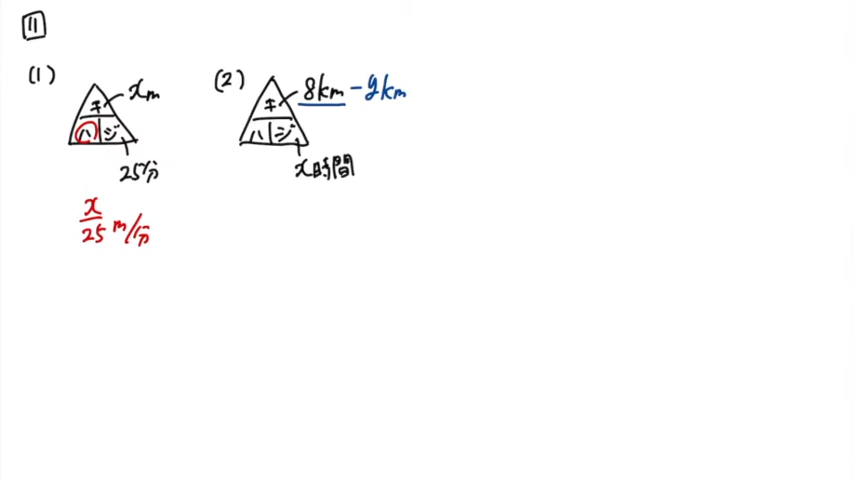 11
(1)
キ
xm
ハ
ジ
25分
x/25 m/分
(2)
キ
8km -ykm
ハ
ジ
x時間